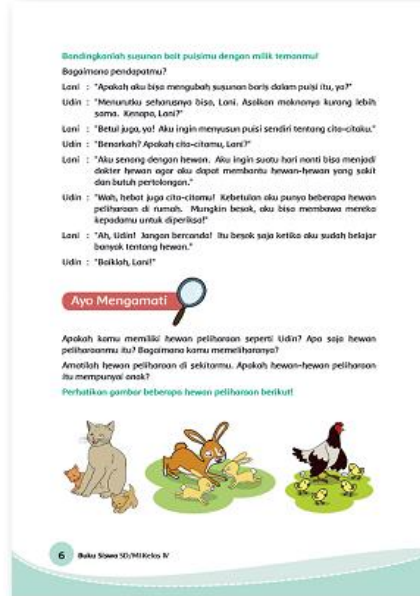 Bandingkanlah susunan bait puisimu dengan milik temanmu!
Bagaimana pendapatmu?
Lani : "Apakah aku bisa mengubah susunan baris dalam puisi itu, ya?"
Udin : "Menurutku seharusnya bisa, Lani. Asalkan maknanya kurang lebih
sama. Kenapa, Lani?"
Lani : "Betul juga, ya! Aku ingin menyusun puisi sendiri tentang cita-citaku."
Udin : "Benarkah? Apakah cita-citamu, Lani?"
Lani : "Aku senang dengan hewan. Aku ingin suatu hari nanti bisa menjadi
dokter hewan agar aku dapat membantu hewan-hewan yang sakit
dan butuh pertolongan."
Udin : "Wah, hebat juga cita-citamu! Kebetulan aku punya beberapa hewan
peliharaan di rumah. Mungkin besok, aku bisa membawa mereka
kepadamu untuk diperiksa!"
Lani : "Ah, Udin! Jangan bercanda! Itu besok saja ketika aku sudah belajar
banyak tentang hewan."
Udin : "Baiklah, Lani!"
Ayo Mengamati
Apakah kamu memiliki hewan peliharaan seperti Udin? Apa saja hewan
peliharaanmu itu? Bagaimana kamu memeliharanya?
Amatilah hewan peliharaan di sekitarmu. Apakah hewan-hewan peliharaan
itu mempunyai anak?
Perhatikan gambar beberapa hewan peliharaan berikut!
6 Buku Siswa SD/MI Kelas IV